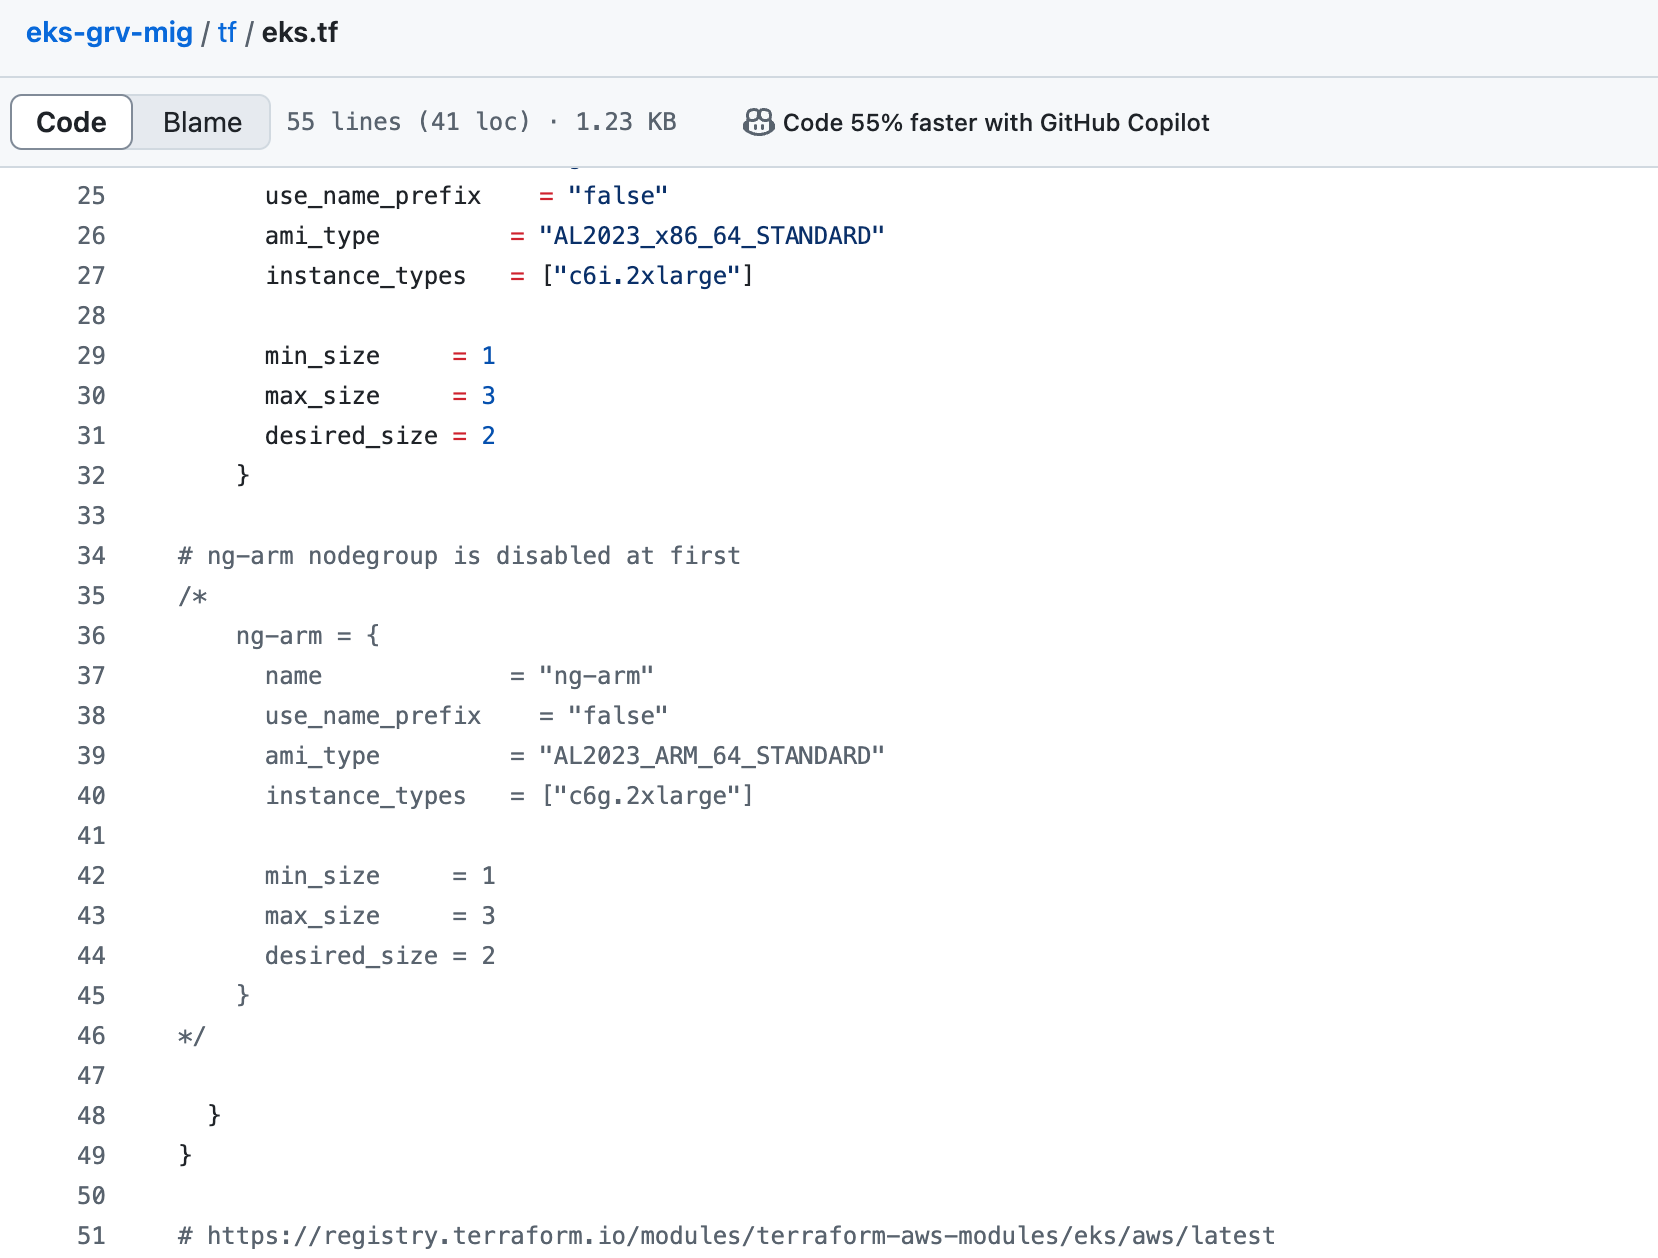 eks-grv-mig / tf / eks.tf
Code Blame 55 lines (41 loc) · 1.23 KB Code 55% faster with GitHub Copilot
25 use_name_prefix = "false"
26 ami_type = "AL2023_x86_64_STANDARD"
27 instance_types = ["c6i.2xlarge"]
28
29 min_size = 1
30 max_size = 3
31 desired_size = 2
32 }
33
34 # ng-arm nodegroup is disabled at first
35 /*
36 ng-arm = {
37 name = "ng-arm"
38 use_name_prefix = "false"
39 ami_type = "AL2023_ARM_64_STANDARD"
40 instance_types = ["c6g.2xlarge"]
41
42 min_size = 1
43 max_size = 3
44 desired_size = 2
45 }
46 */
47
48 }
49 }
50
51 # https://registry.terraform.io/modules/terraform-aws-modules/eks/aws/latest